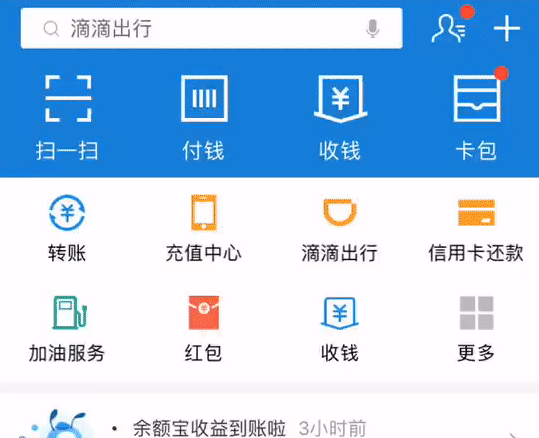 滴滴出行
扫一扫 付钱 收钱 卡包
转账 充值中心 滴滴出行 信用卡还款
加油服务 红包 收钱 更多
· 余额宝收益到账啦 3小时前